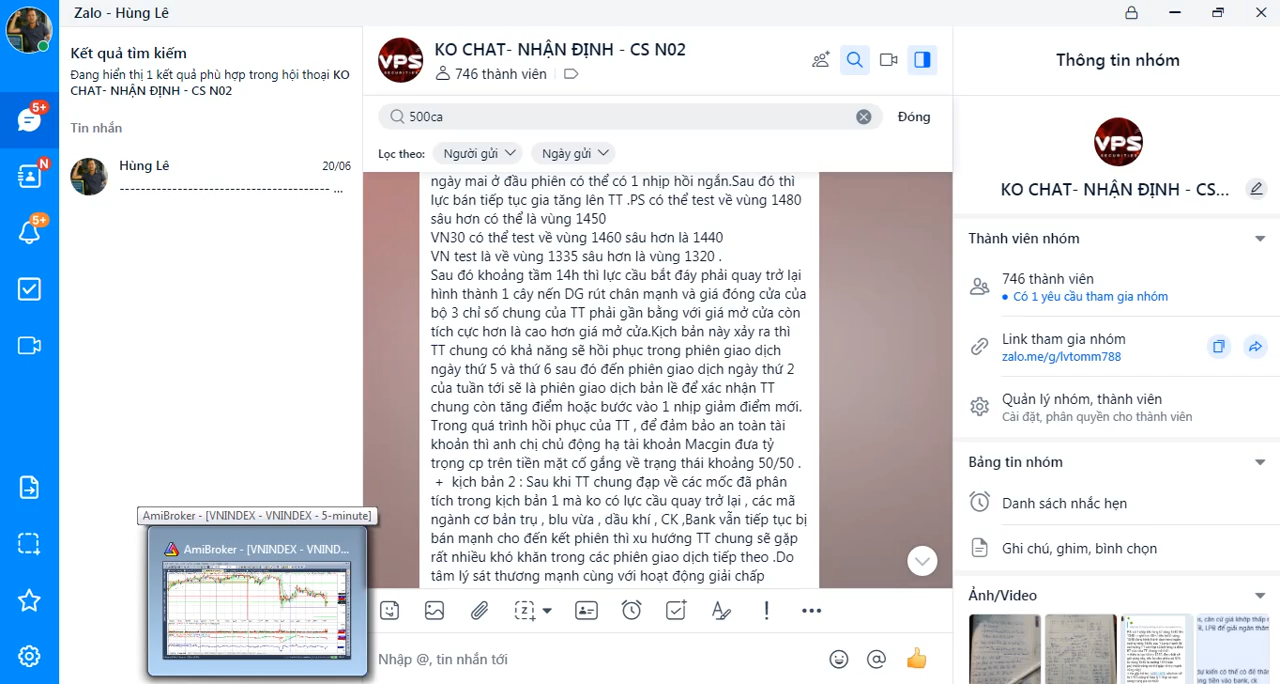 Zalo - Hùng Lê
Kết quả tìm kiếm
Đang hiển thị 1 kết quả phù hợp trong hội thoại KO
CHAT- NHẬN ĐỊNH - CS N02
Tin nhắn
Hùng Lê
20/06
---------------------------------------- ...
5+
N
5+
VPS
SECURITIES
KO CHAT- NHẬN ĐỊNH - CS N02
746 thành viên
500ca
Đóng
Lọc theo:
Người gửi
Ngày gửi
ngày mai ở đầu phiên có thể có 1 nhịp hồi ngắn.Sau đó thì
lực bán tiếp tục gia tăng lên TT .PS có thể test về vùng 1480
sâu hơn có thể là vùng 1450
VN30 có thể test về vùng 1460 sâu hơn là 1440
VN test là về vùng 1335 sâu hơn là vùng 1320 .
Sau đó khoảng tầm 14h thì lực cầu bắt đáy phải quay trở lại
hình thành 1 cây nến DG rút chân mạnh và giá đóng cửa của
bộ 3 chỉ số chung của TT phải gần bằng với giá mở cửa còn
tích cực hơn là cao hơn giá mở cửa.Kịch bản này xảy ra thì
TT chung có khả năng sẽ hồi phục trong phiên giao dịch
ngày thứ 5 và thứ 6 sau đó đến phiên giao dịch ngày thứ 2
của tuần tới sẽ là phiên giao dịch bản lề để xác nhận TT
chung còn tăng điểm hoặc bước vào 1 nhịp giảm điểm mới.
Trong quá trình hồi phục của TT , để đảm bảo an toàn tài
khoản thì anh chị chủ động hạ tài khoản Macgin đưa tỷ
trọng cp trên tiền mặt cố gắng về trạng thái khoảng 50/50 .
+ kịch bản 2 : Sau khi TT chung đạp về các mốc đã phân
tích trong kịch bản 1 mà ko có lực cầu quay trở lại , các mã
ngành cơ bản trụ , blu vừa , dầu khí , CK ,Bank vẫn tiếp tục bị
bán mạnh cho đến kết phiên thì xu hướng TT chung sẽ gặp
rất nhiều khó khăn trong các phiên giao dịch tiếp theo .Do
tâm lý sát thương mạnh cùng với hoạt động giải chấp
Nhập @, tin nhắn tới
AmiBroker - [VNINDEX - VNINDEX - 5-minute]
AmiBroker - [VNINDEX - VNIND...
Thông tin nhóm
VPS
SECURITIES
KO CHAT- NHẬN ĐỊNH - CS...
Thành viên nhóm
746 thành viên
Có 1 yêu cầu tham gia nhóm
Link tham gia nhóm
zalo.me/g/lvtomm788
Quản lý nhóm, thành viên
Cài đặt, phân quyền cho thành viên
Bảng tin nhóm
Danh sách nhắc hẹn
Ghi chú, ghim, bình chọn
Ảnh/Video